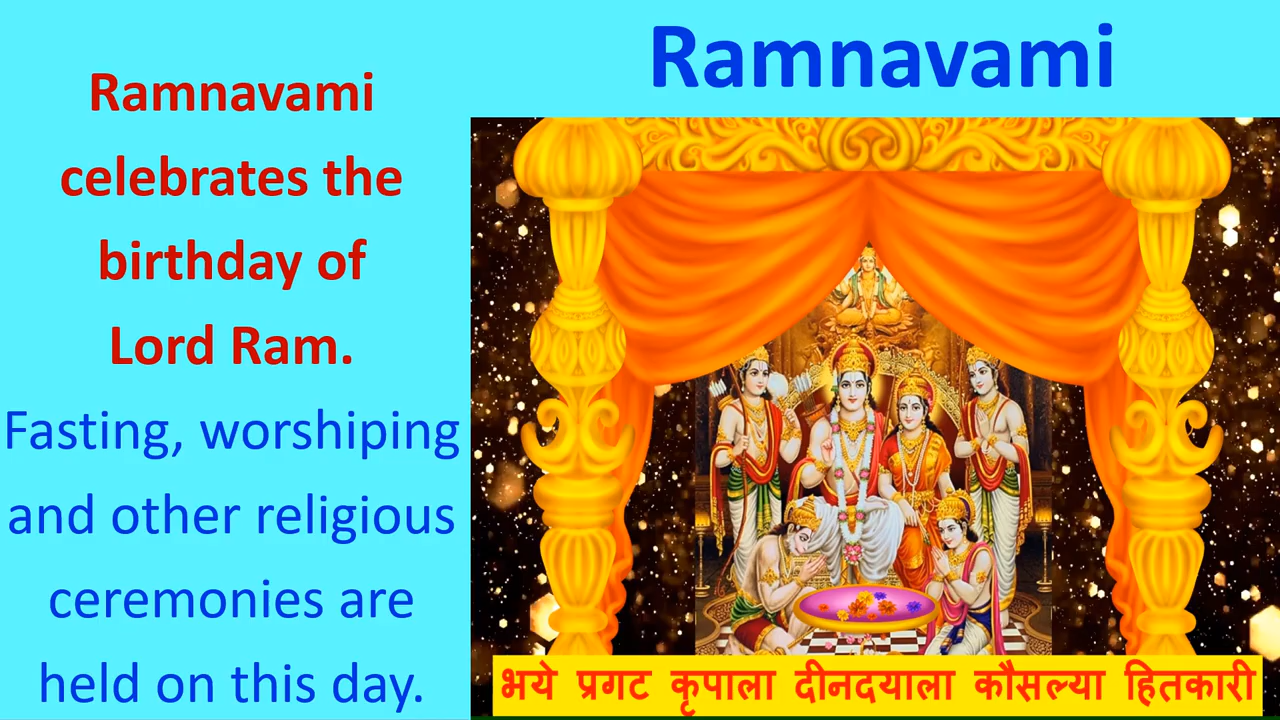 Ramnavami
Ramnavami
celebrates the
birthday of
Lord Ram.
Fasting, worshiping
and other religious
ceremonies are
held on this day.
भये प्रगट कृपाला दीनदयाला कौसल्या हितकारी